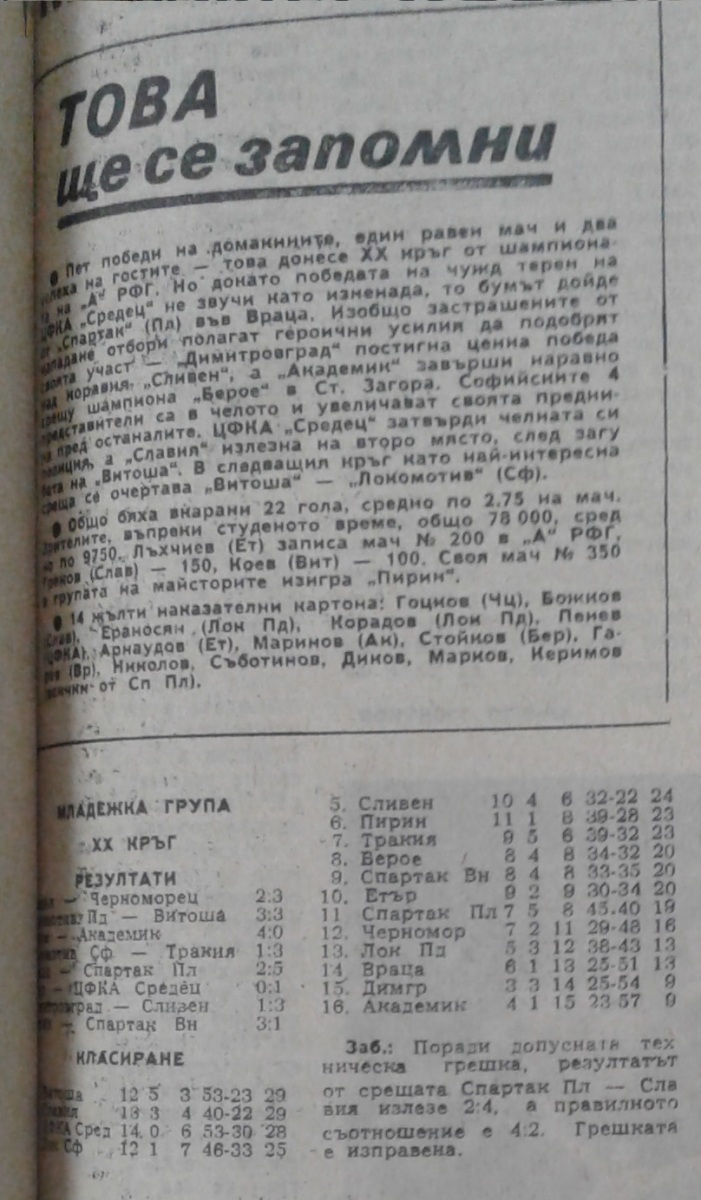 ТОВА
ще се запомни
● Пет победи на домакините, един равен мач и два
успеха на гостите — това донесе XX кръг от шампиона-
та на „А" РФГ. Но докато победата на чужд терен на
ЦФКА „Средец" не звучи като изненада, то бумът дойде
от „Спартак" (Пл) във Враца. Изобщо застрашените от
изпадане отбори полагат героични усилия да подобрят
своята участ — „Димитровград" постигна ценна победа
над коравия „Сливен", а „Академик" завърши наравно
срещу шампиона „Берое" в Ст. Загора. Софийсните 4
представители са в челото и увеличават своята предни-
на пред останалите. ЦФКА „Средец" затвърди челната си
позиция, а „Славия" излезна на второ място, след загу
бата на „Витоша". В следващия кръг като най-интересна
среща се очертава „Витоша" — „Локомотив" (Сф).
● Общо бяха вкарани 22 гола, средно по 2.75 на мач.
Зрителите, въпреки студеното време, общо 78 000, сред
но по 9750. Лъхчиев (Ет) записа мач № 200 в „А" РФГ,
(Слав) — 150, Коев (Вит) — 100. Своя мач № 350
в групата на майсторите изигра „Пирин".
● 14 жълти наказателни картона: Гоцков (Чц), Божиков
(Слав), Ераносян (Лок Пд), Корадов (Лок Пд), Пенев
(ЦФКА), Арнаудов (Ет), Маринов (Ак), Стойков (Бер), Га-
(Вр), Николов, Съботинов, Диков, Марков, Керимов
(всички от Сп Пл).
МЛАДЕЖКА ГРУПА
XX КРЪГ
РЕЗУЛТАТИ
— Черноморец 2:3
Пд — Витоша 3:3
— Академик 4:0
Сф — Тракия 1:3
— Спартак Пл 2:5
— ЦФКА Средец 0:1
— Сливен 1:3
— Спартак Вн 3:1
КЛАСИРАНЕ
Витоша 12 5 3 53-23 29
13 3 4 40-22 29
ЦФКА Сред 14 0 6 53-30 28
Лок Сф 12 1 7 46-33 25
5. Сливен 10 4 6 32-22 24
6. Пирин 11 1 8 39-28 23
7. Тракия 9 5 6 39-32 23
8. Берое 8 4 8 34-32 20
9. Спартак Вн 8 4 8 33-35 20
10. Етър 9 2 9 30-34 20
11 Спартак Пл 7 5 8 45-40 19
12. Черномор 7 2 11 29-48 16
13. Лок Пд 5 3 12 38-43 13
14. Враца 6 1 13 25-51 13
15. Димгр 3 3 14 25-54 9
16. Академик 4 1 15 23-57 9
Заб.: Поради допусната тех
ническа грешка, резултатът
от срещата Спартак Пл — Сла
вия излезе 2:4, а правилното
съотношение е 4:2. Грешката
е изправена.